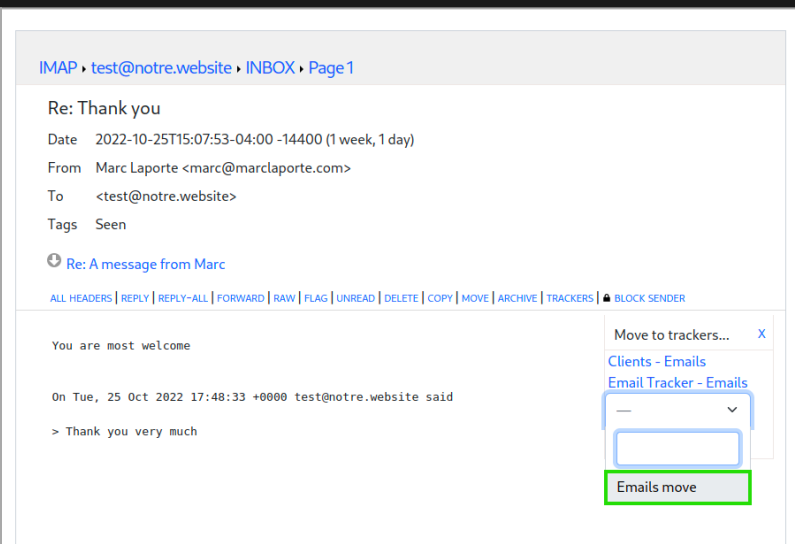 IMAP ▸ test@notre.website ▸ INBOX ▸ Page 1
Re: Thank you
Date 2022-10-25T15:07:53-04:00 -14400 (1 week, 1 day)
From Marc Laporte <marc@marclaporte.com>
To <test@notre.website>
Tags Seen
Re: A message from Marc
ALL HEADERS | REPLY | REPLY-ALL | FORWARD | RAW | FLAG | UNREAD | DELETE | COPY | MOVE | ARCHIVE | TRACKERS | BLOCK SENDER
You are most welcome
On Tue, 25 Oct 2022 17:48:33 +0000 test@notre.website said
> Thank you very much
Move to trackers... X
Clients - Emails
Email Tracker - Emails
—
Emails move